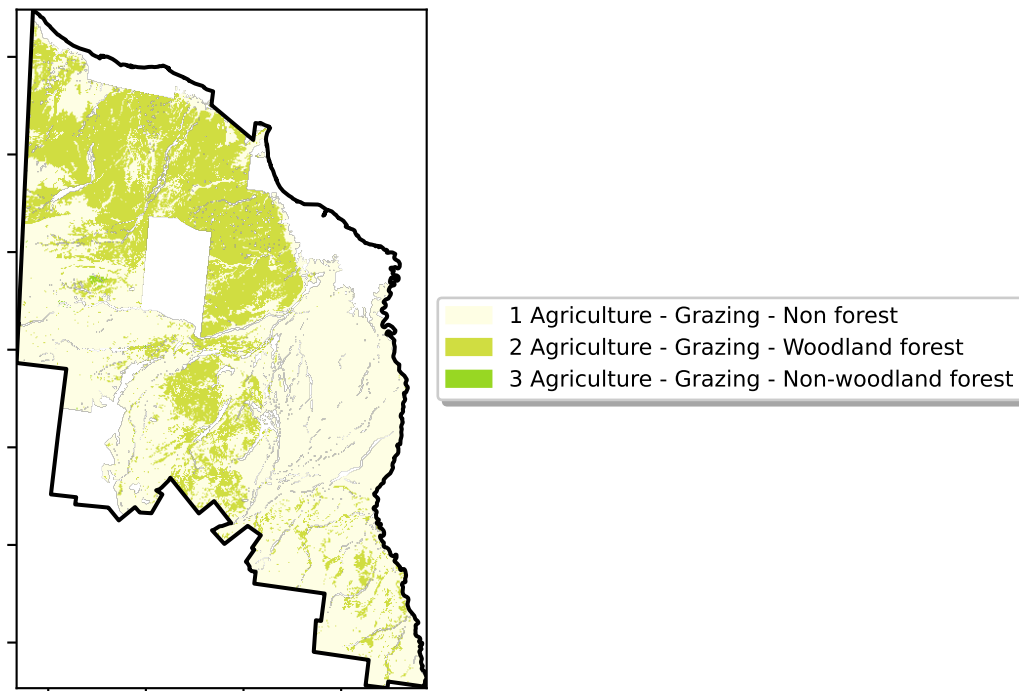 1 Agriculture - Grazing - Non forest
2 Agriculture - Grazing - Woodland forest
3 Agriculture - Grazing - Non-woodland forest